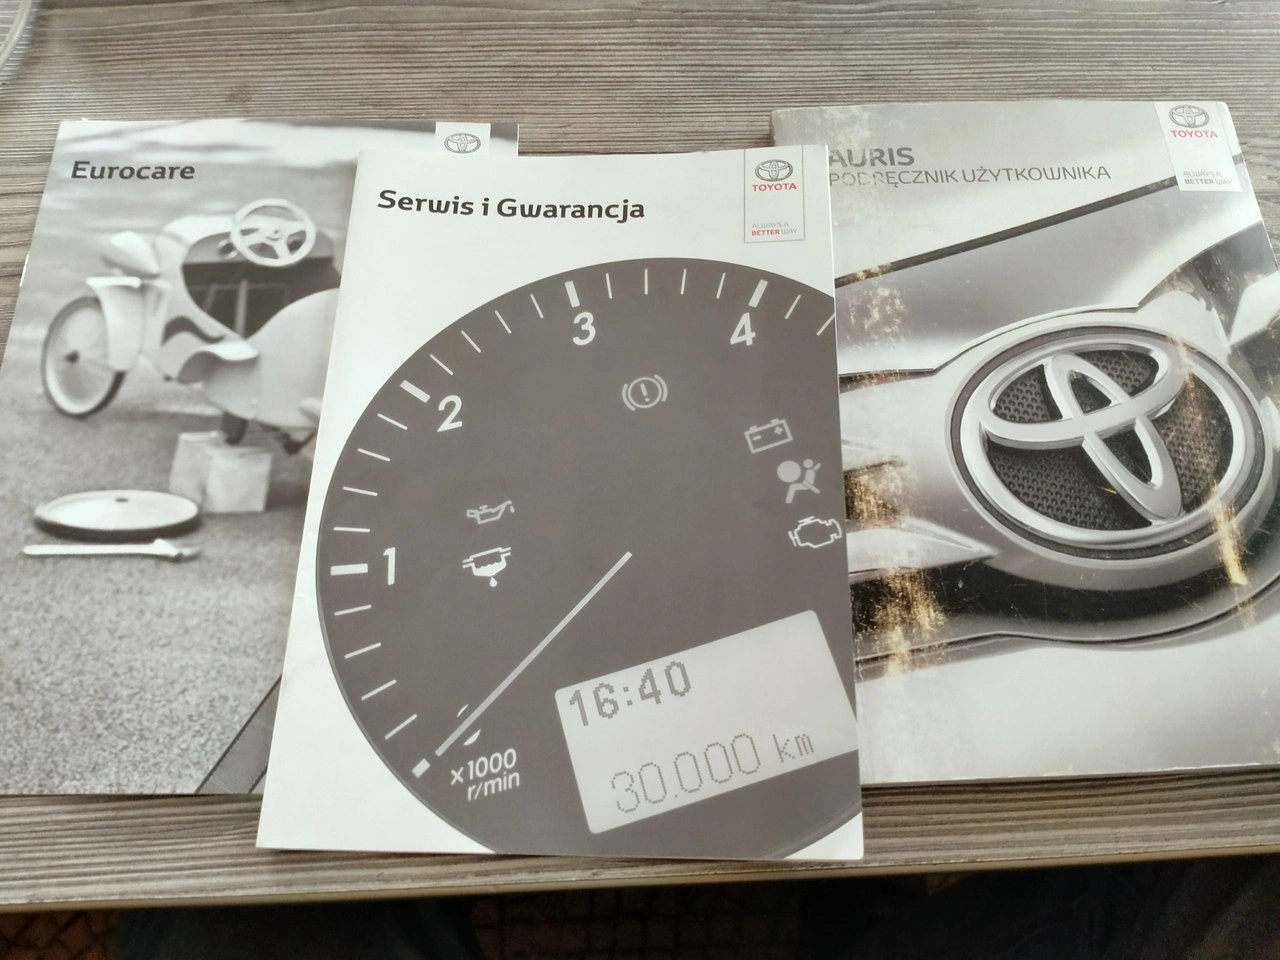 Eurocare
Serwis i Gwarancja
TOYOTA
ALWAYS A
BETTER WAY
1
2
3
4
x1000
r/min
16:40
30.000 km
AURIS
PODRĘCZNIK UŻYTKOWNIKA
TOYOTA
ALWAYS A
BETTER WAY